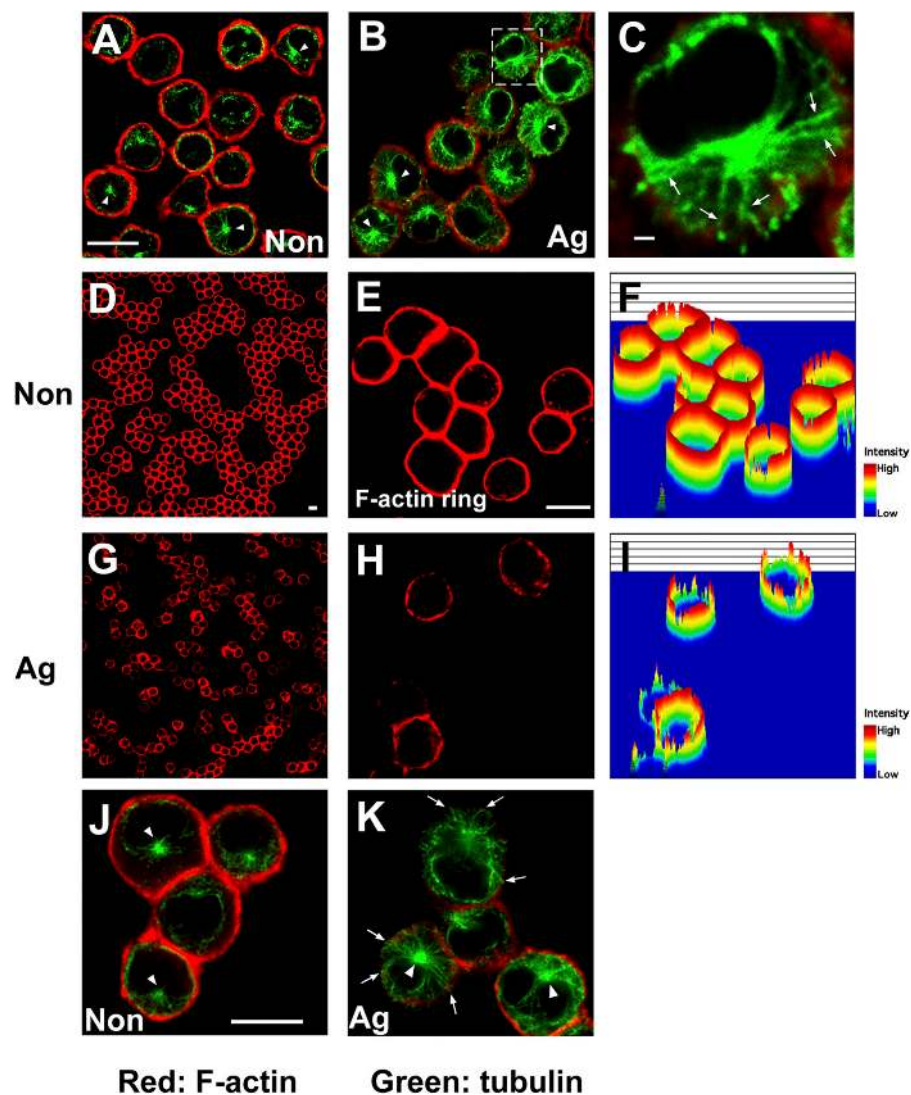 A
B
C
Non
Ag
D
E
F
Non
F-actin ring
Intensity
High
Low
G
H
I
Ag
Intensity
High
Low
J
K
Non
Ag
Red: F-actin
Green: tubulin